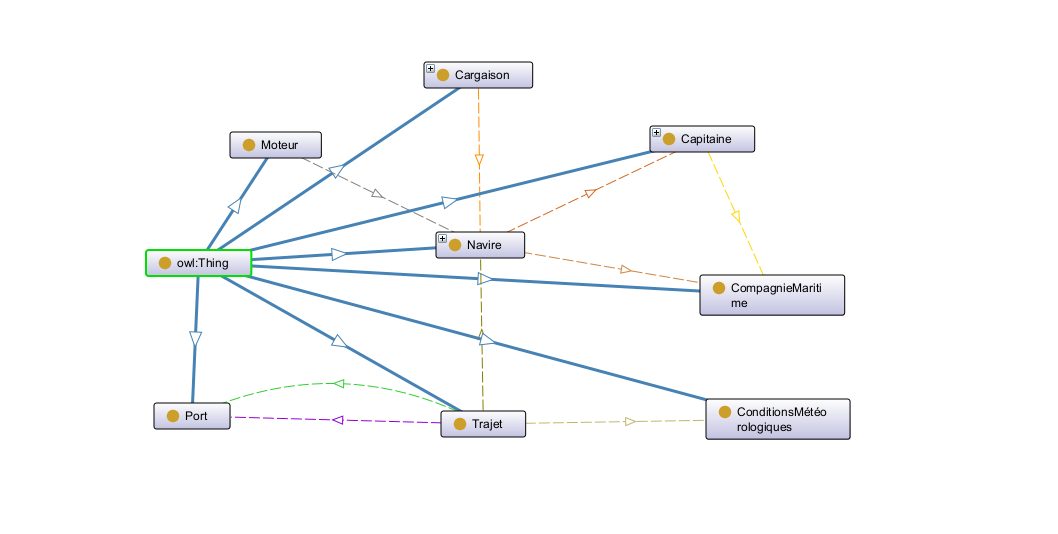 Cargaison
Capitaine
Moteur
Navire
owl:Thing
CompagnieMariti
me
Port
Trajet
ConditionsMétéo
rologiques